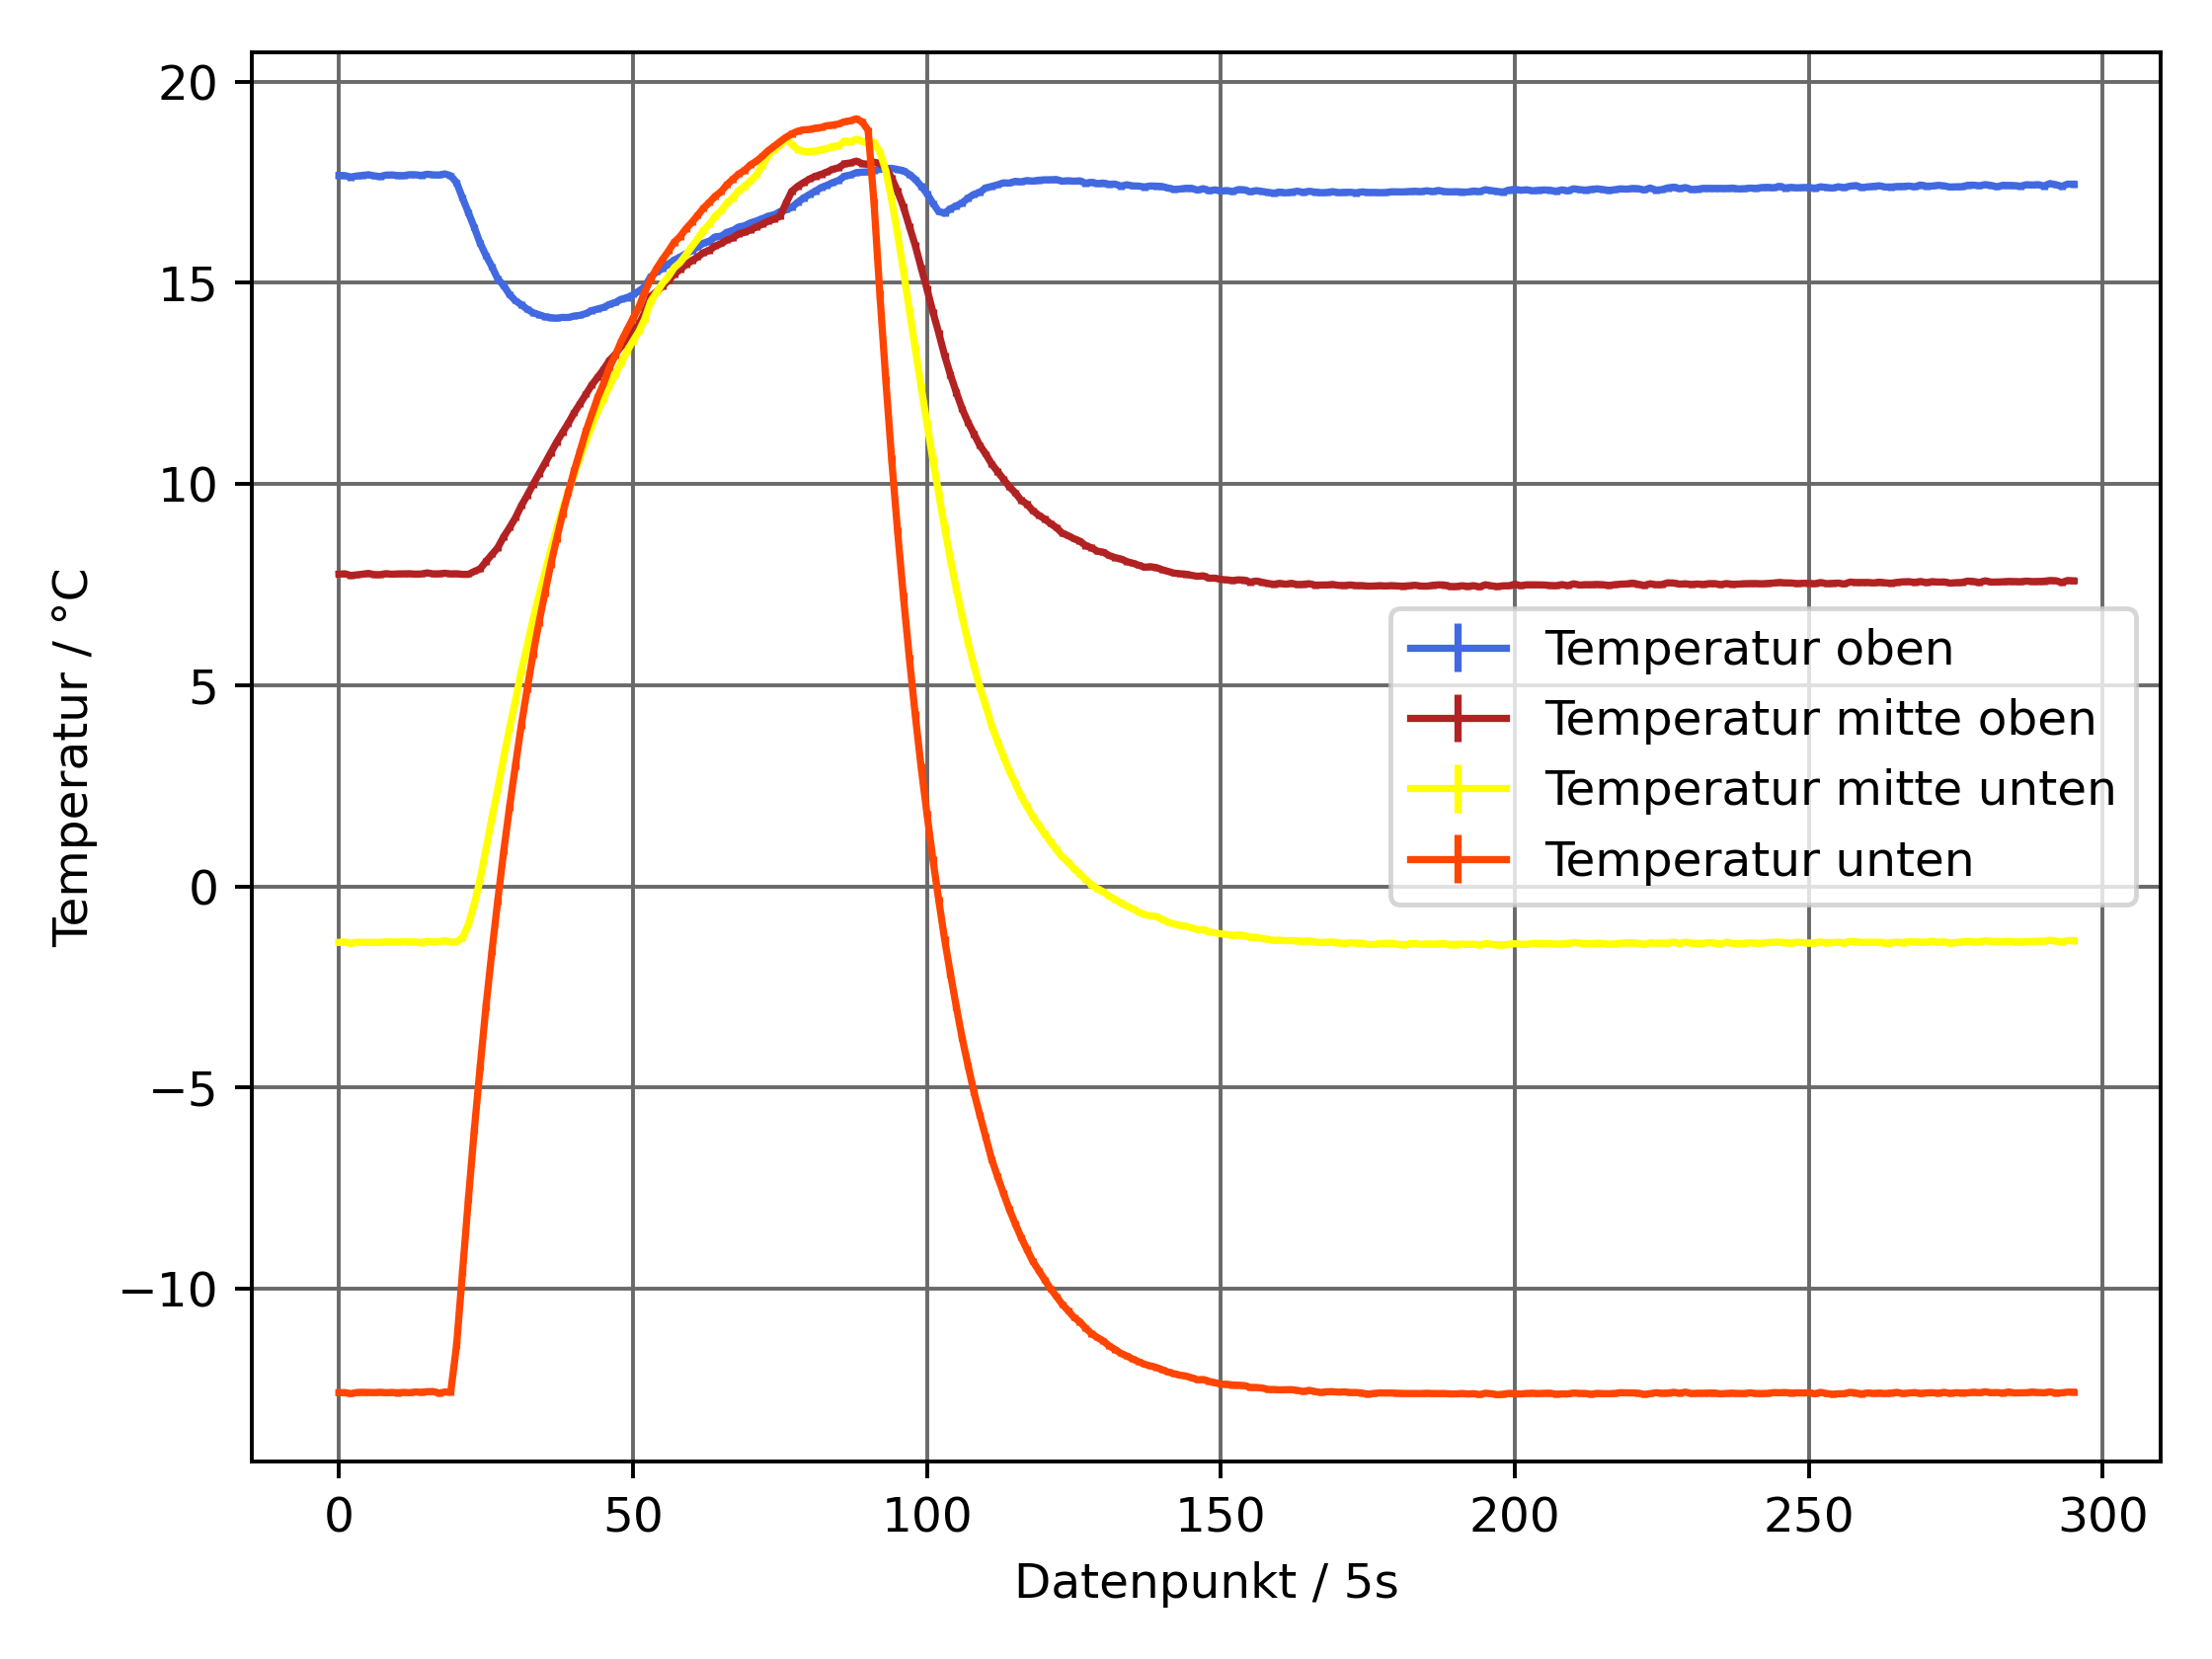 20
15
10
5
0
−5
−10
Temperatur / °C
0 50 100 150 200 250 300
Datenpunkt / 5s
Temperatur oben
Temperatur mitte oben
Temperatur mitte unten
Temperatur unten